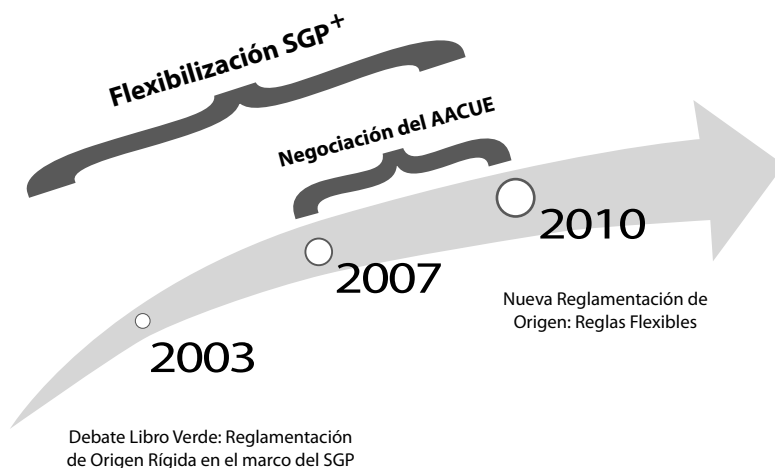 Flexibilización SGP+
Negociación del AACUE
2010
2007
Nueva Reglamentación de
Origen: Reglas Flexibles
2003
Debate Libro Verde: Reglamentación
de Origen Rígida en el marco del SGP